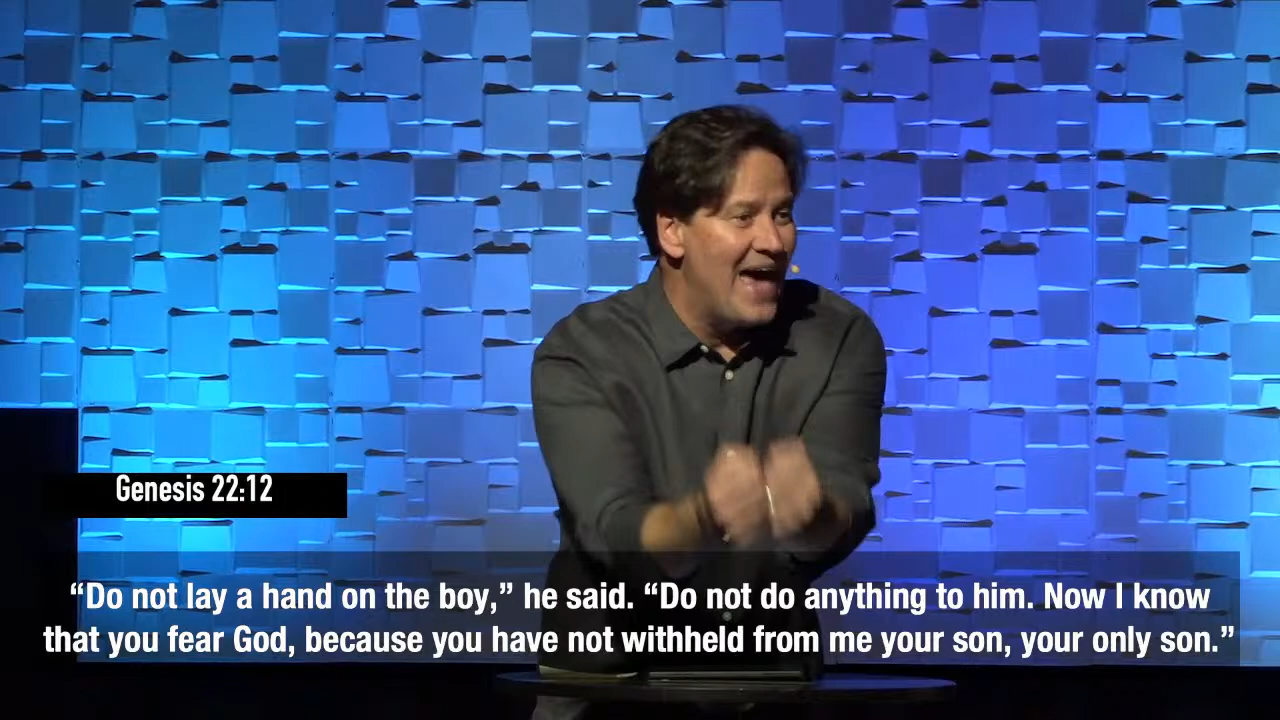 Genesis 22:12
“Do not lay a hand on the boy,” he said. “Do not do anything to him. Now I know
that you fear God, because you have not withheld from me your son, your only son.”